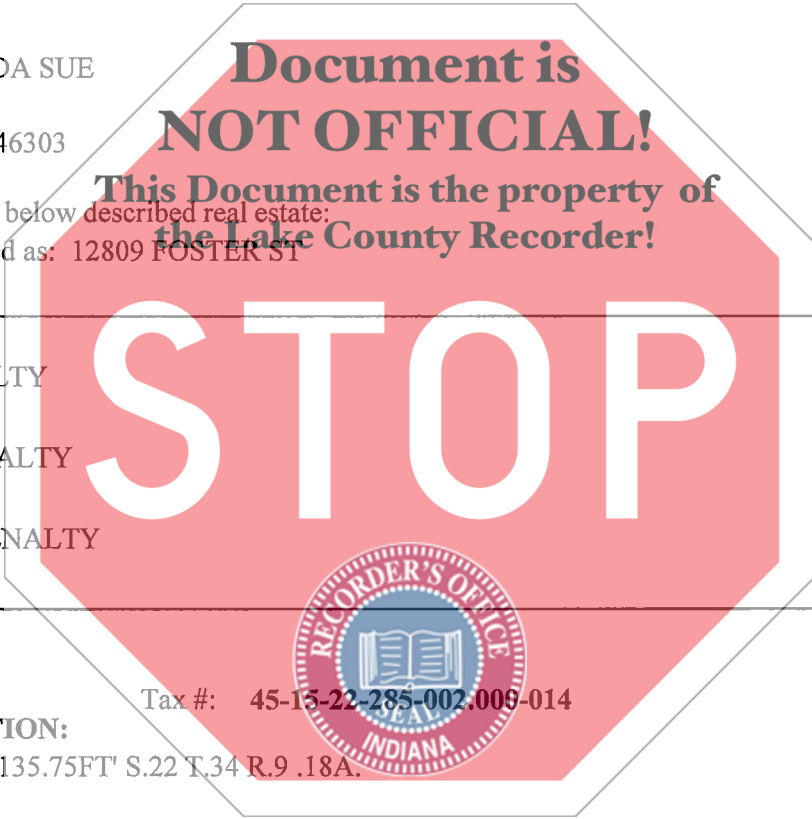 DA SUE
Document is
NOT OFFICIAL!
46303
This Document is the property of
below described real estate:
the Lake County Recorder!
d as: 12809 FOSTER ST
STOP
LTY
ALTY
NALTY
RECORDER'S OFFICE
SEAL
INDIANA
Tax #: 45-15-22-285-002.000-014
TION:
135.75FT' S.22 T.34 R.9 .18A.